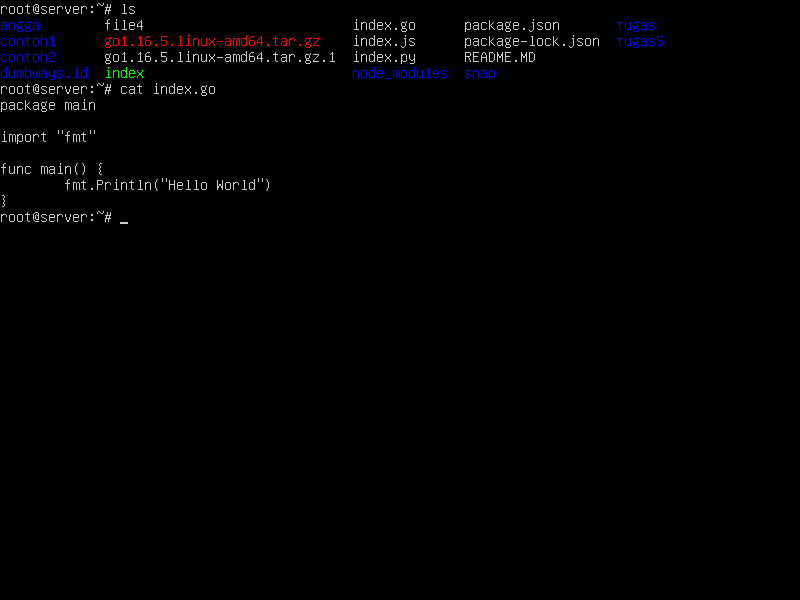 root@server:~# ls
angga       file4                         index.go      package.json       tugas
contoh1     go1.16.5.linux-amd64.tar.gz   index.js      package-lock.json  tugas5
contoh2     go1.16.5.linux-amd64.tar.gz.1 index.py      README.MD
dumbways.id index                         node_modules  snap
root@server:~# cat index.go
package main
import "fmt"
func main() {
        fmt.Println("Hello World")
}
root@server:~# _